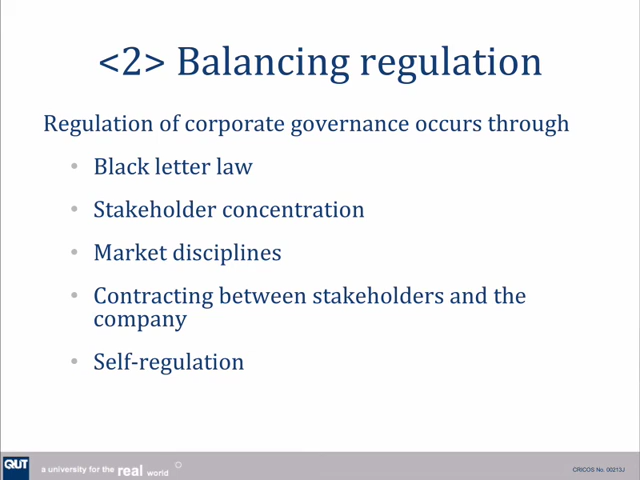 <2> Balancing regulation
Regulation of corporate governance occurs through
• Black letter law
• Stakeholder concentration
• Market disciplines
• Contracting between stakeholders and the
company
• Self-regulation
QUT
a university for the real world
CRICOS No. 00213J